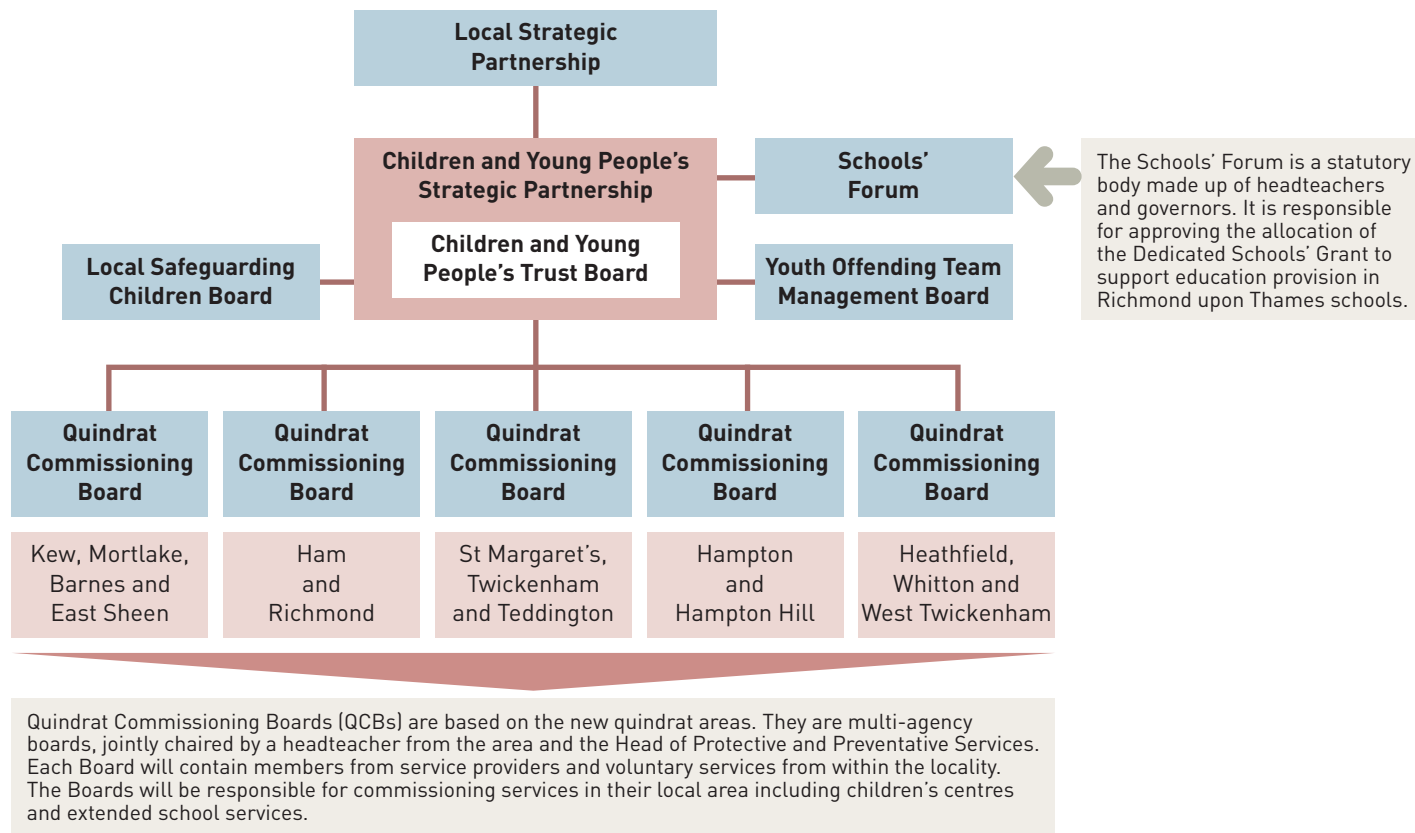 Local Strategic
Partnership
Children and Young People’s
Strategic Partnership
Children and Young
People’s Trust Board
Schools’
Forum
The Schools’ Forum is a statutory
body made up of headteachers
and governors. It is responsible
for approving the allocation of
the Dedicated Schools’ Grant to
support education provision in
Richmond upon Thames schools.
Local Safeguarding
Children Board
Youth Offending Team
Management Board
Quindrat
Commissioning
Board
Quindrat
Commissioning
Board
Quindrat
Commissioning
Board
Quindrat
Commissioning
Board
Quindrat
Commissioning
Board
Kew, Mortlake,
Barnes and
East Sheen
Ham
and
Richmond
St Margaret’s,
Twickenham
and Teddington
Hampton
and
Hampton Hill
Heathfield,
Whitton and
West Twickenham
Quindrat Commissioning Boards (QCBs) are based on the new quindrat areas. They are multi-agency
boards, jointly chaired by a headteacher from the area and the Head of Protective and Preventative Services.
Each Board will contain members from service providers and voluntary services from within the locality.
The Boards will be responsible for commissioning services in their local area including children’s centres
and extended school services.